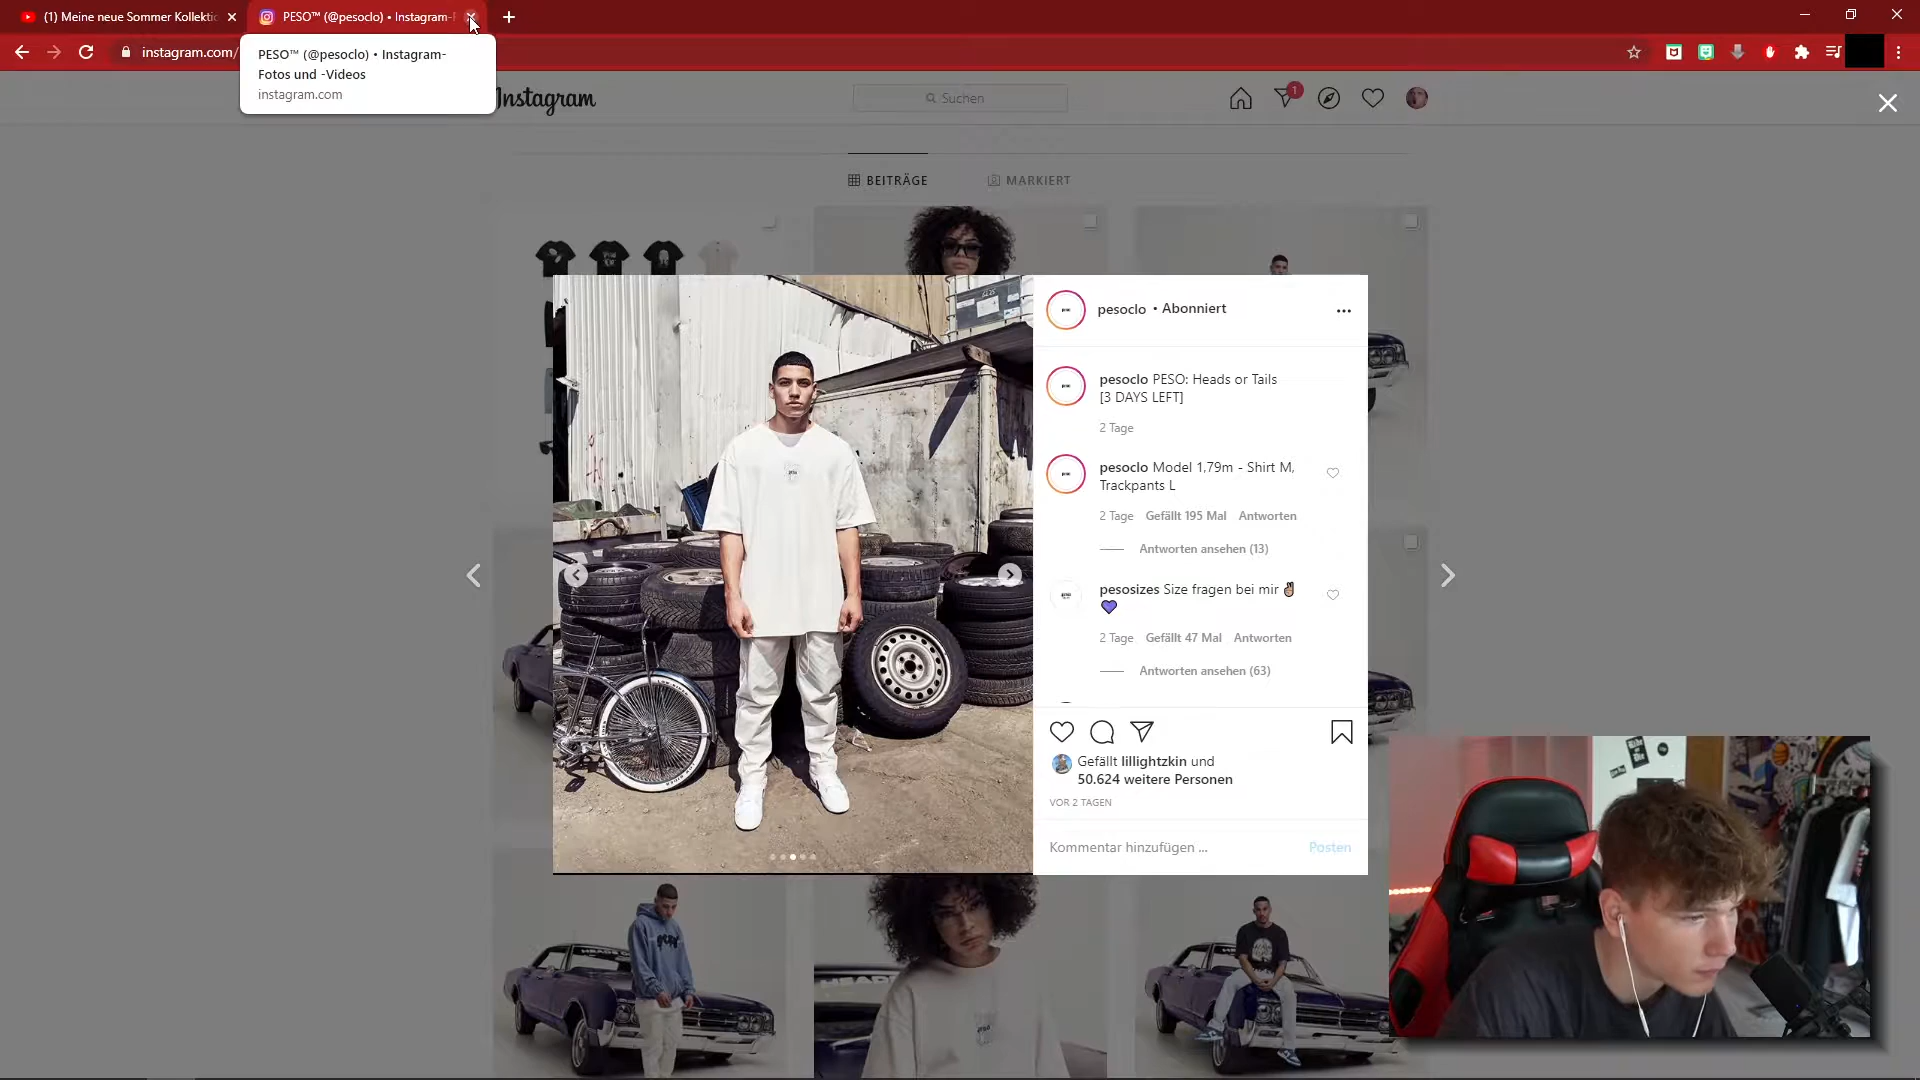 (1) Meine neue Sommer Kollektic
PESO™ (@pesoclo) • Instagram-F
instagram.com/
PESO™ (@pesoclo) • Instagram-
Fotos und -Videos
instagram.com
Instagram
Suchen
1
BEITRÄGE
MARKIERT
pesoclo • Abonniert
pesoclo PESO: Heads or Tails
[3 DAYS LEFT]
2 Tage
pesoclo Model 1,79m - Shirt M,
Trackpants L
2 Tage Gefällt 195 Mal Antworten
Antworten ansehen (13)
pesosizes Size fragen bei mir ✌🏽
💜
2 Tage Gefällt 47 Mal Antworten
Antworten ansehen (63)
Gefällt lillightzkin und
50.624 weitere Personen
VOR 2 TAGEN
Kommentar hinzufügen ...
Posten